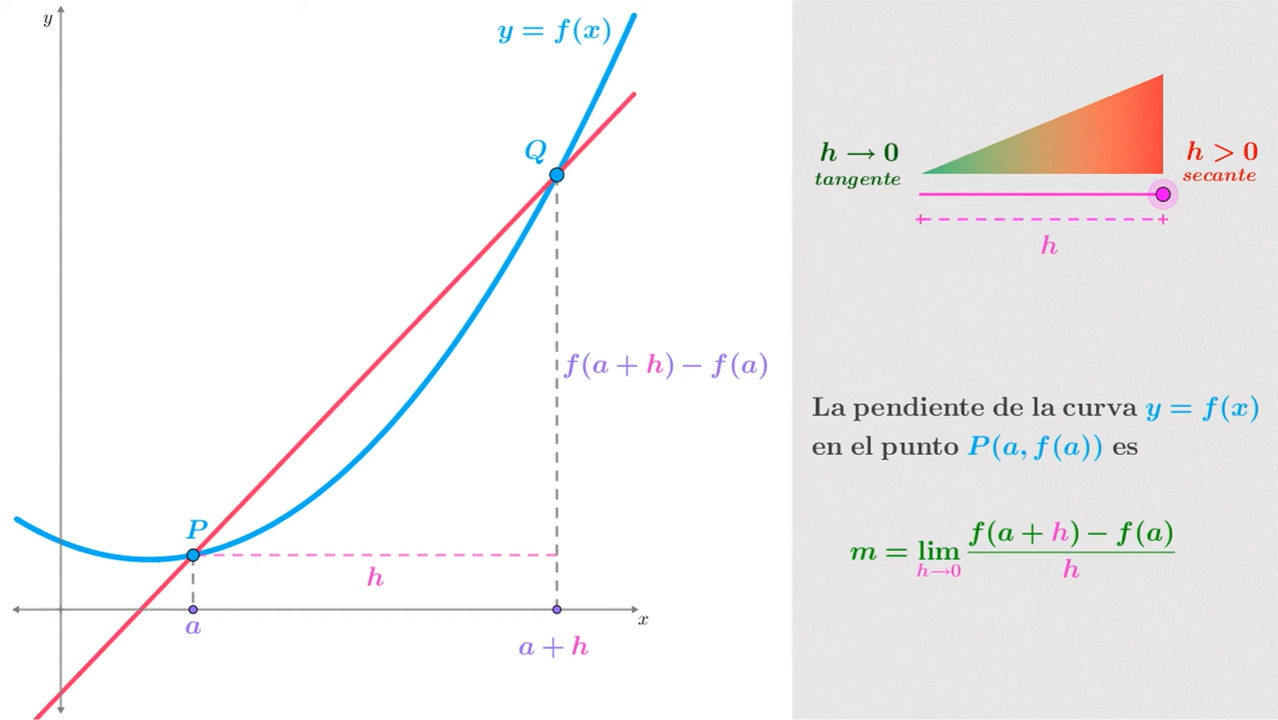 y
y = f(x)
Q
f(a + h) − f(a)
P
h
a
a + h
x
h → 0
tangente
h > 0
secante
h
La pendiente de la curva y = f(x)
en el punto P(a, f(a)) es
m = lim h→0 f(a + h) − f(a) / h